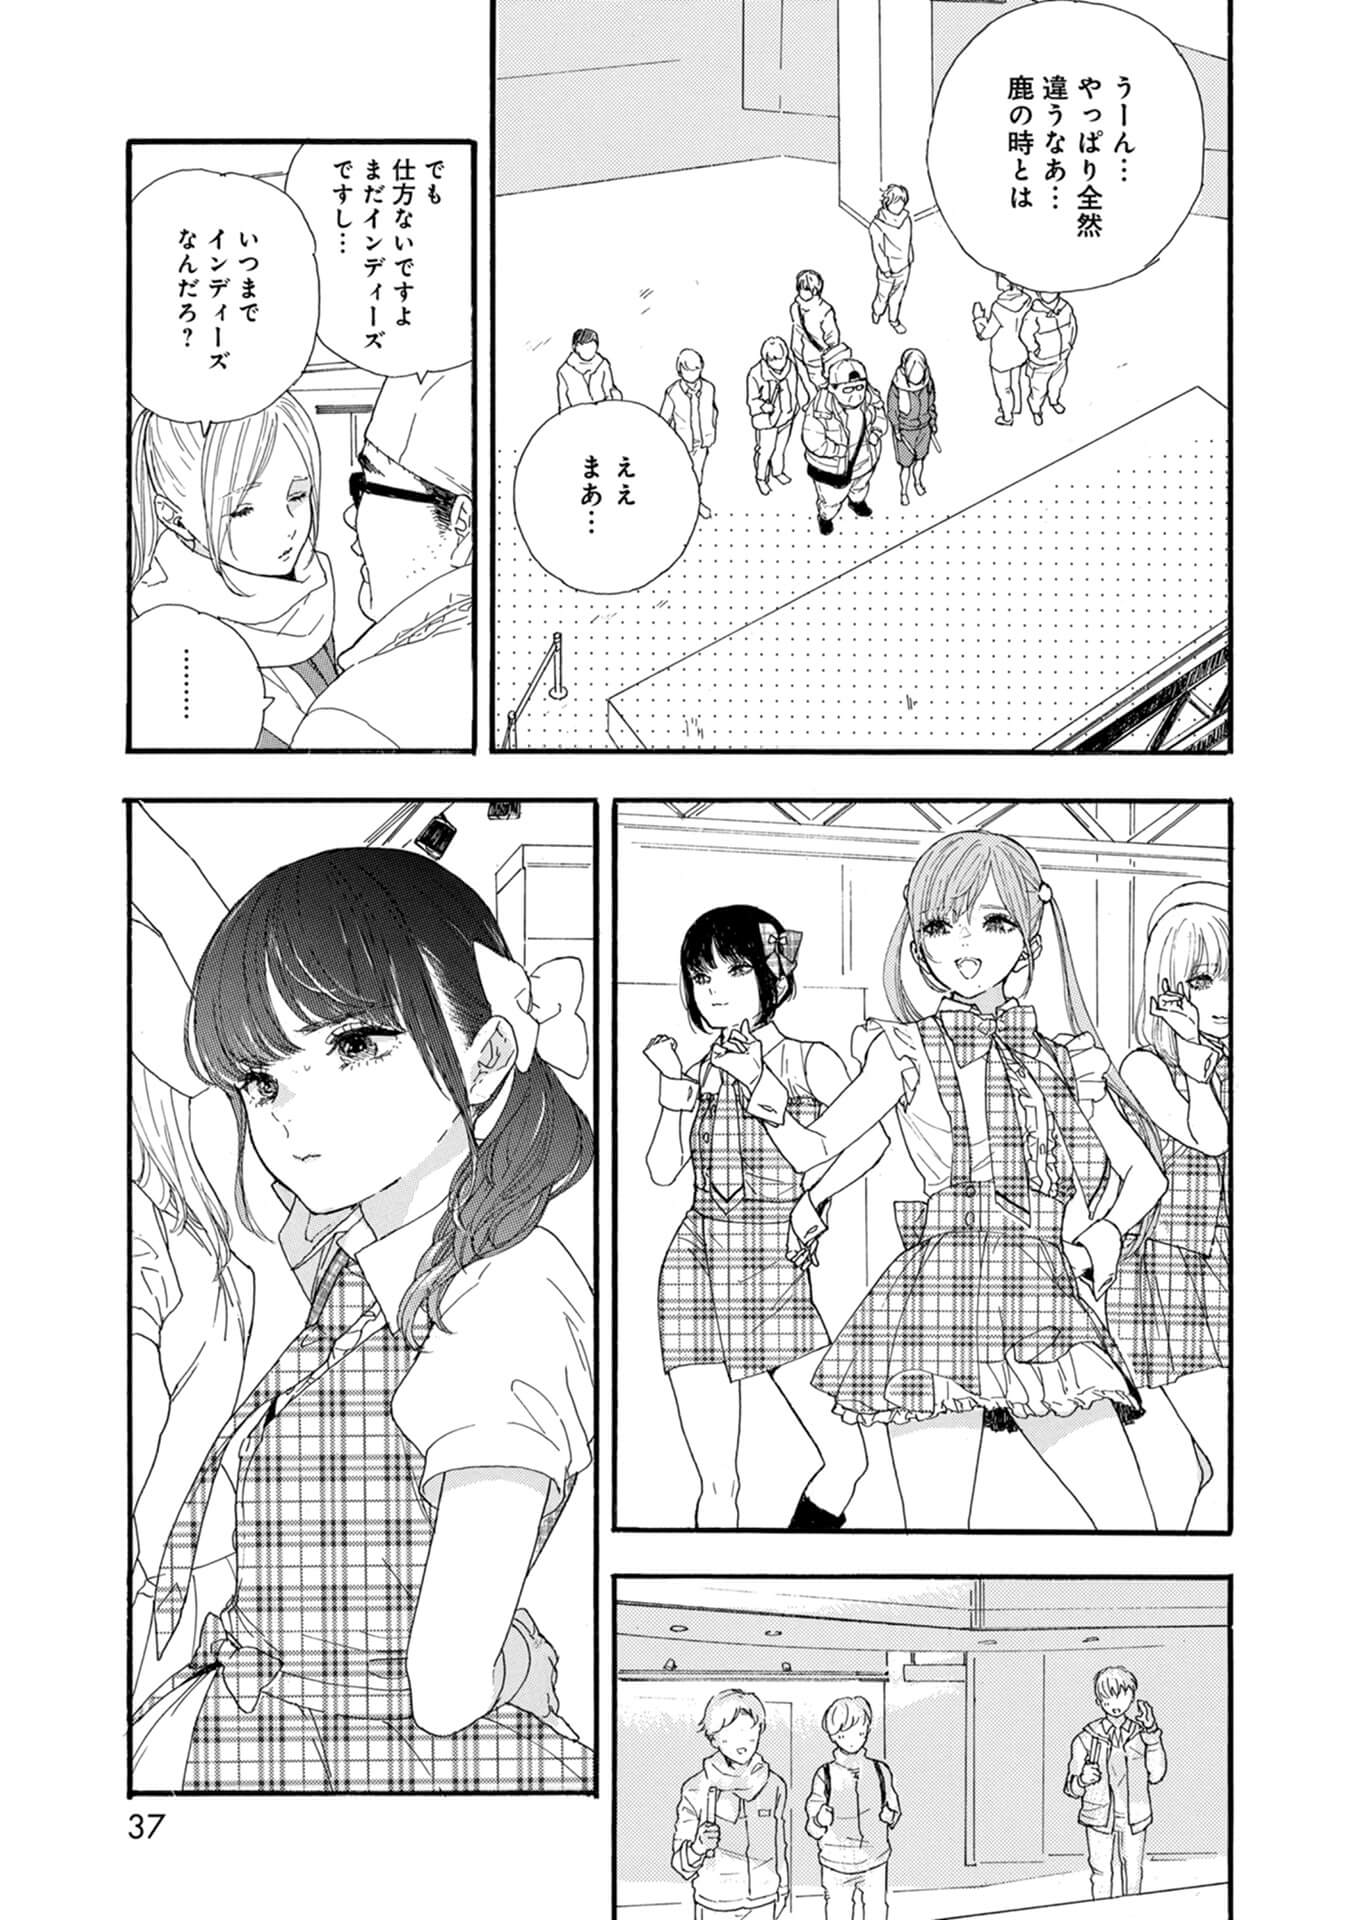 うーん…
やっぱり全然
違うなあ…
鹿の時とは
ええ
まあ…
でも
仕方ないですよ
まだインディーズ
ですし…
いつまで
インディーズ
なんだろ？
………
37